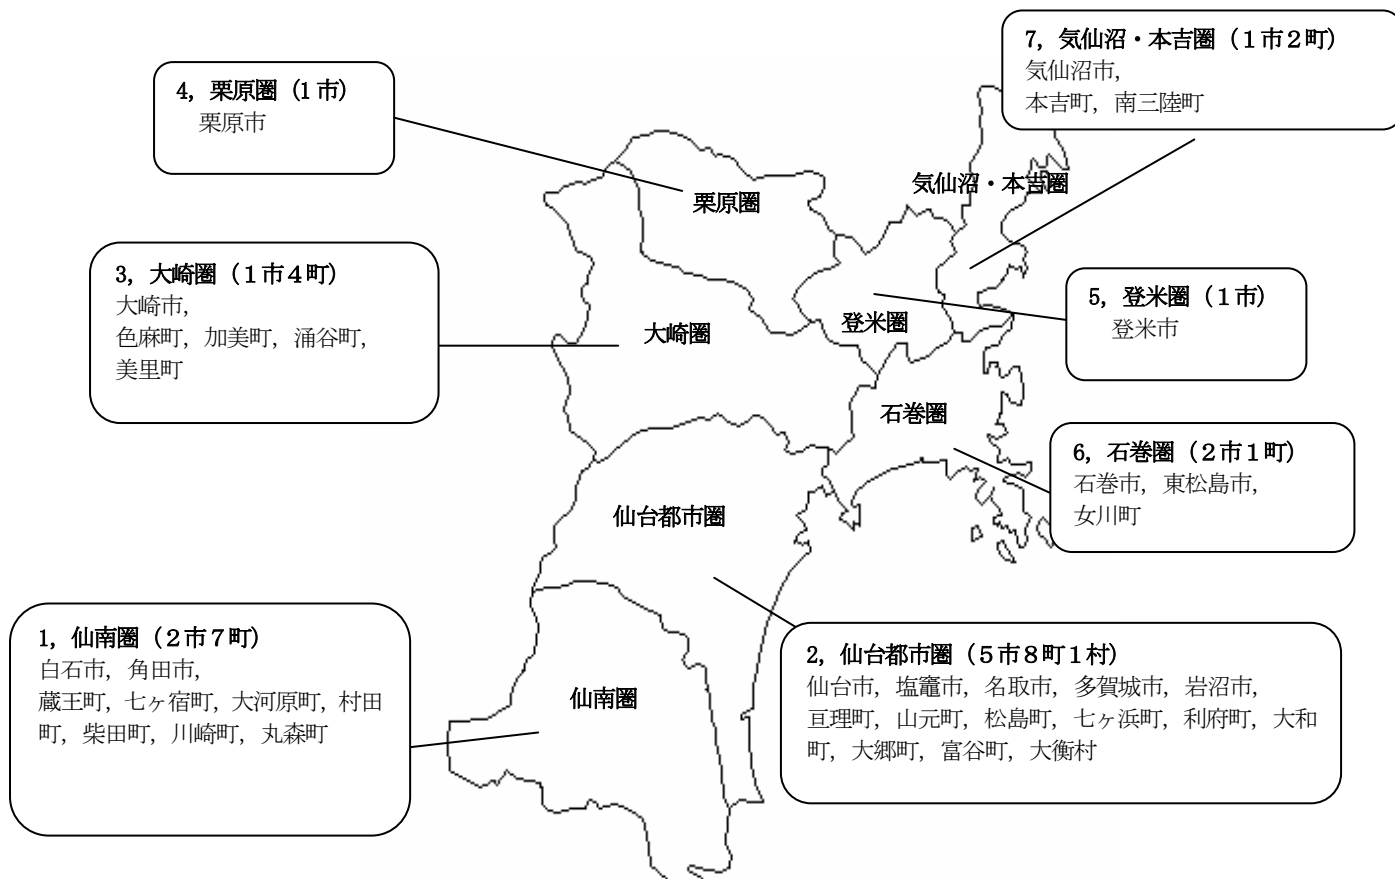 7, 気仙沼・本吉圏(1市2町)
気仙沼市,
本吉町, 南三陸町
4, 栗原圏(1市)
栗原市
気仙沼・本吉圏
栗原圏
3, 大崎圏(1市4町)
大崎市,
色麻町, 加美町, 涌谷町,
美里町
5, 登米圏(1市)
登米市
大崎圏
登米圏
石巻圏
6, 石巻圏(2市1町)
石巻市, 東松島市,
女川町
仙台都市圏
1, 仙南圏(2市7町)
白石市, 角田市,
蔵王町, 七ヶ宿町, 大河原町, 村田
町, 柴田町, 川崎町, 丸森町
仙南圏
2, 仙台都市圏(5市8町1村)
仙台市, 塩竈市, 名取市, 多賀城市, 岩沼市,
亘理町, 山元町, 松島町, 七ヶ浜町, 利府町, 大和
町, 大郷町, 富谷町, 大衡村